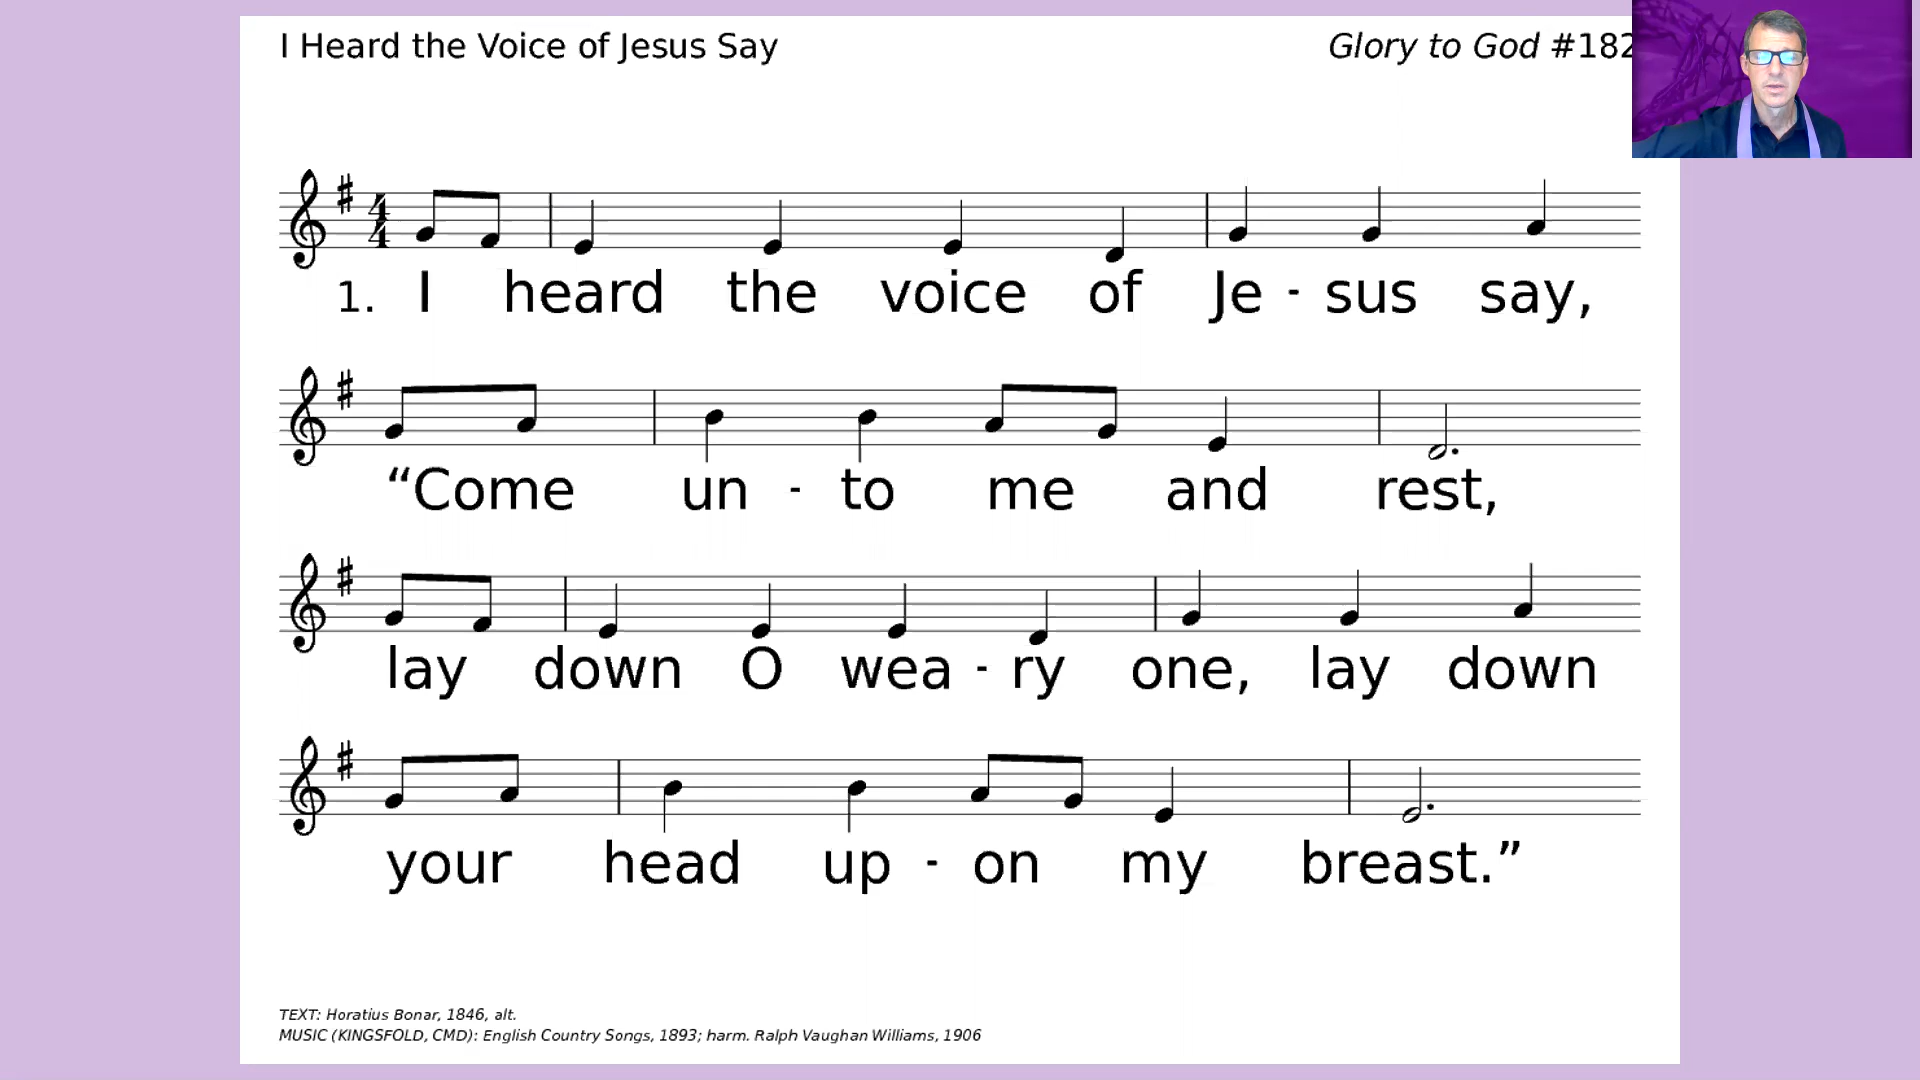 I Heard the Voice of Jesus Say
Glory to God #182
4
4
1. I heard the voice of Je - sus say,
“Come un - to me and rest,
lay down O wea - ry one, lay down
your head up - on my breast.”
TEXT: Horatius Bonar, 1846, alt.
MUSIC (KINGSFOLD, CMD): English Country Songs, 1893; harm. Ralph Vaughan Williams, 1906